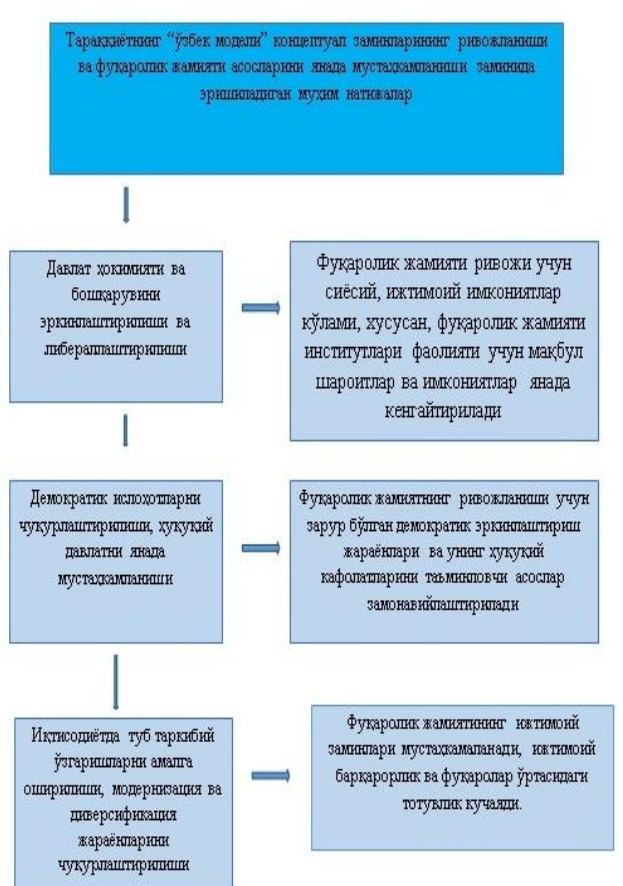 Тараққиётнинг “ўзбек модели” концептуал заминларининг ривожланиши
ва фуқаролик жамияти асосларини янада мустаҳкамланиши заминида
эришиладиган муҳим натижалар
Давлат ҳокимияти ва
бошқарувини
эркинлаштирилиши ва
либераллаштирилиши
Фуқаролик жамияти ривожи учун
сиёсий, ижтимоий имкониятлар
кўлами, хусусан, фуқаролик жамияти
институтлари фаолияти учун мақбул
шароитлар ва имкониятлар янада
кенгайтирилади
Демократик ислоҳотларни
чуқурлаштирилиши, ҳуқуқий
давлатни янада
мустаҳкамланиши
Фуқаролик жамиятнинг ривожланиши учун
зарур бўлган демократик эркинлаштириш
жараёнлари ва унинг ҳуқуқий
кафолатларини таъминловчи асослар
замонавийлаштирилади
Иқтисодиётда туб таркибий
ўзгаришларни амалга
оширилиши, модернизация ва
диверсификация
жараёнларини
чуқурлаштирилиши
Фуқаролик жамиятининг ижтимоий
заминлари мустаҳкамаланади, ижтимоий
барқарорлик ва фуқаролар ўртасидаги
тотувлик кучаяди.